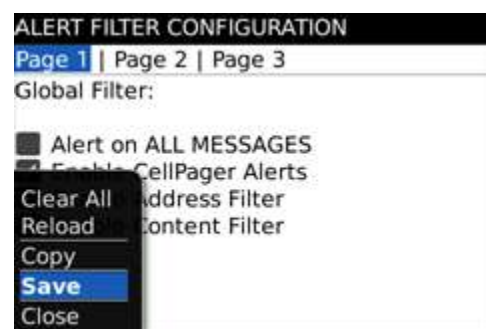 ALERT FILTER CONFIGURATION
Page 1 | Page 2 | Page 3
Global Filter:
Alert on ALL MESSAGES
Enable CellPager Alerts
Address Filter
Content Filter
Clear All
Reload
Copy
Save
Close